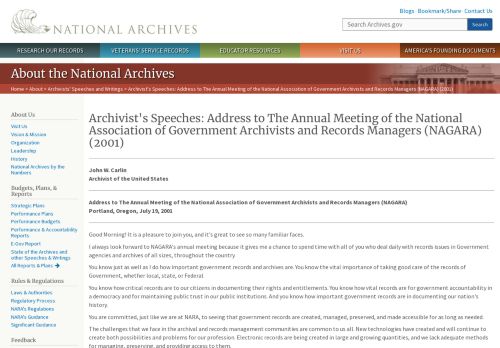 Blogs · Bookmark/Share · Contact Us
NATIONAL ARCHIVES
Search Archives.gov
Search
RESEARCH OUR RECORDS
VETERANS' SERVICE RECORDS
EDUCATOR RESOURCES
VISIT US
AMERICA'S FOUNDING DOCUMENTS
About the National Archives
Home > About > Archivists' Speeches and Writings > Archivist's Speeches: Address to The Annual Meeting of the National Association of Government Archivists and Records Managers (NAGARA) (2001)
About Us
Visit Us
Vision & Mission
Organization
Leadership
History
National Archives by the
Numbers
Budgets, Plans, &
Reports
Strategic Plans
Performance Plans
Performance Budgets
Performance & Accountability
Reports
E-Gov Report
State of the Archives and
other Speeches & Writings
All Reports & Plans →
Rules & Regulations
Laws & Authorities
Regulatory Process
NARA's Regulations
NARA's Guidance
Significant Guidance
Feedback
Archivist's Speeches: Address to The Annual Meeting of the National
Association of Government Archivists and Records Managers (NAGARA)
(2001)
John W. Carlin
Archivist of the United States
Address to The Annual Meeting of the National Association of Government Archivists and Records Managers (NAGARA)
Portland, Oregon, July 19, 2001
Good Morning! It is a pleasure to join you, and it's great to see so many familiar faces.
I always look forward to NAGARA's annual meeting because it gives me a chance to spend time with all of you who deal daily with records issues in Government
agencies and archives of all sizes, throughout the country.
You know just as well as I do how important government records and archives are. You know the vital importance of taking good care of the records of
Government, whether local, state, or Federal.
You know how critical records are to our citizens in documenting their rights and entitlements. You know how vital records are for government accountability in
a democracy and for maintaining public trust in our public institutions. And you know how important government records are in documenting our nation's
history.
You are committed, just like we are at NARA, to seeing that government records are created, managed, preserved, and made accessible for as long as needed.
The challenges that we face in the archival and records management communities are common to us all. New technologies have created and will continue to
create both possibilities and problems for our profession. Electronic records are being created in large and growing quantities, and we lack adequate methods
for managing, preserving, and providing access to them.